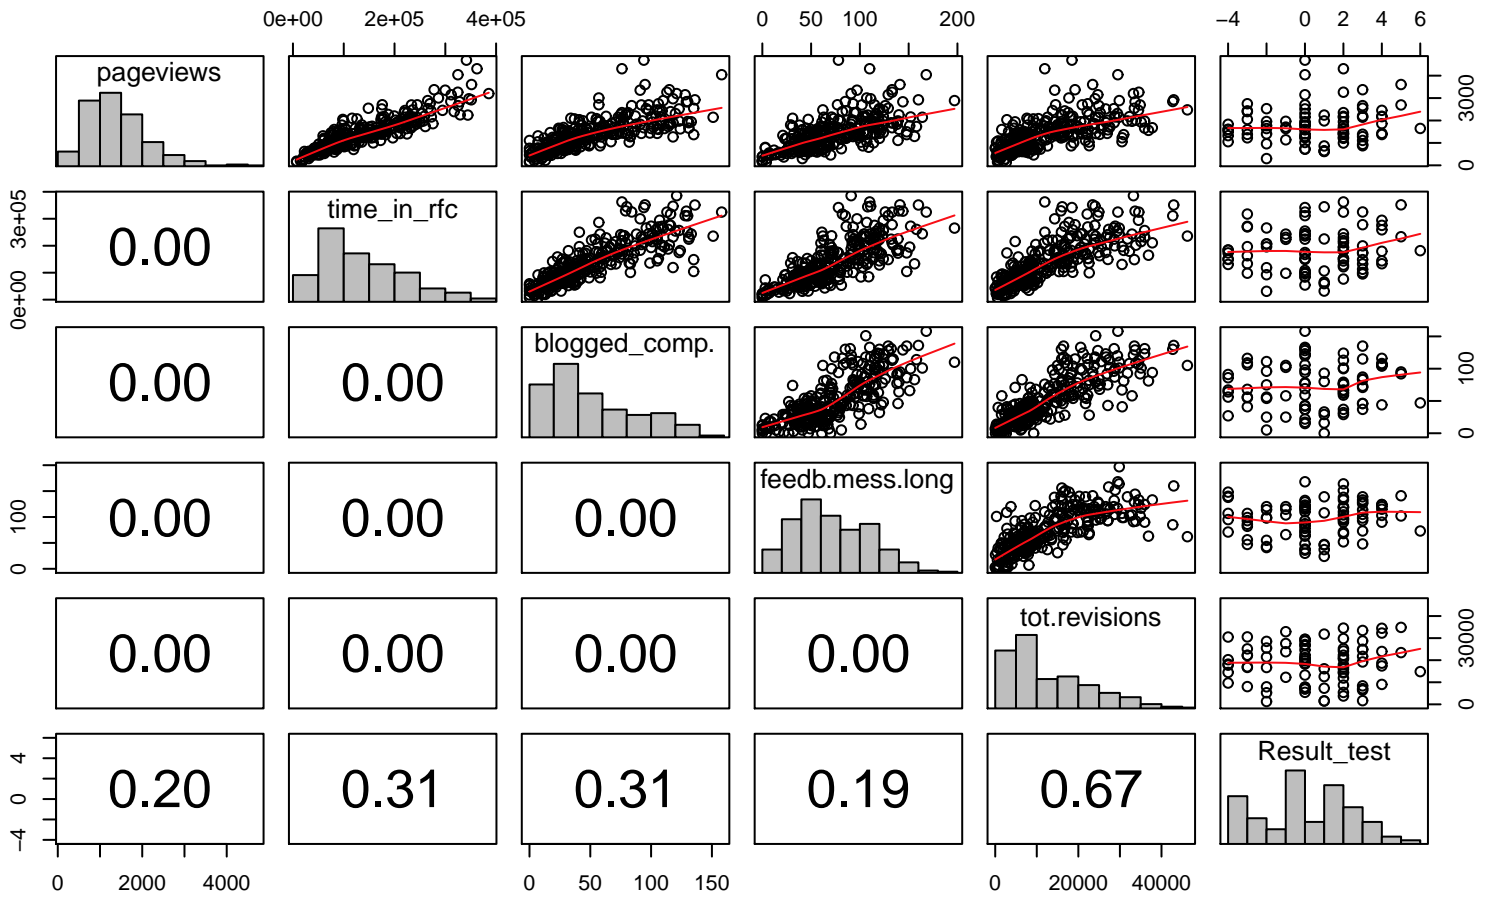 0e+00 2e+05 4e+05 0 50 100 200 −4 0 2 4 6
pageviews
0 3000
0e+00 3e+05
0.00
time_in_rfc
0.00 0.00
blogged_comp.
0 100
0 100
0.00 0.00 0.00
feedb.mess.long
0.00 0.00 0.00 0.00
tot.revisions
0 30000
−4 0 4
0.20 0.31 0.31 0.19 0.67
Result_test
0 2000 4000 0 50 100 150 0 20000 40000